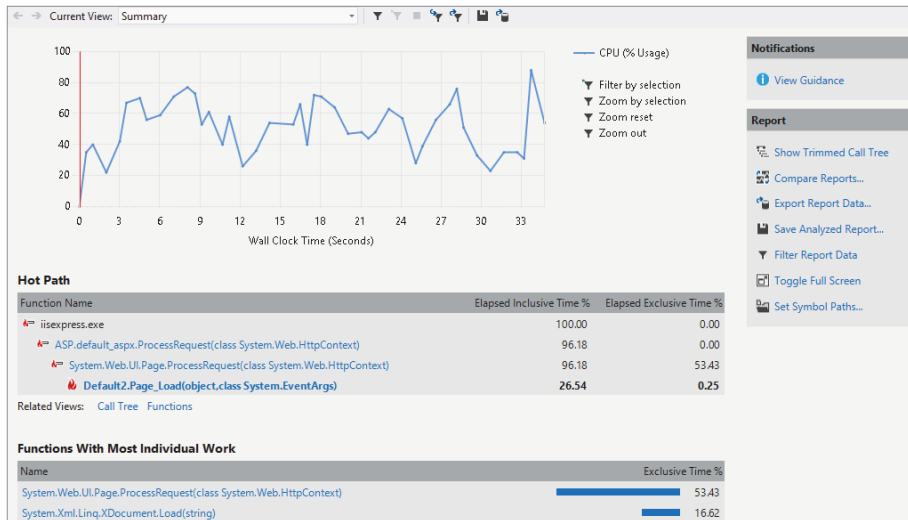 Current View: Summary
100
80
60
40
20
0
0 3 6 9 12 15 18 21 24 27 30 33
Wall Clock Time (Seconds)
CPU (% Usage)
Filter by selection
Zoom by selection
Zoom reset
Zoom out
Notifications
View Guidance
Report
Show Trimmed Call Tree
Compare Reports...
Export Report Data...
Save Analyzed Report...
Filter Report Data
Toggle Full Screen
Set Symbol Paths...
Hot Path
Function Name Elapsed Inclusive Time % Elapsed Exclusive Time %
iisexpress.exe 100.00 0.00
ASP.default_aspx.ProcessRequest(class System.Web.HttpContext) 96.18 0.00
System.Web.UI.Page.ProcessRequest(class System.Web.HttpContext) 96.18 53.43
Default2.Page_Load(object,class System.EventArgs) 26.54 0.25
Related Views: Call Tree Functions
Functions With Most Individual Work
Name Exclusive Time %
System.Web.UI.Page.ProcessRequest(class System.Web.HttpContext) 53.43
System.Xml.Linq.XDocument.Load(string) 16.62